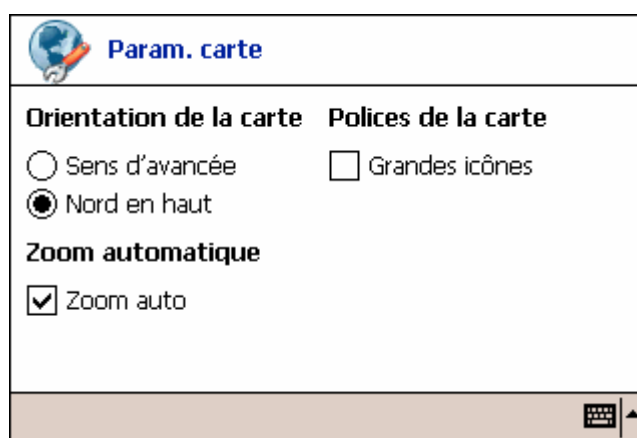 Param. carte
Orientation de la carte Polices de la carte
Sens d'avancée Grandes icônes
Nord en haut
Zoom automatique
Zoom auto